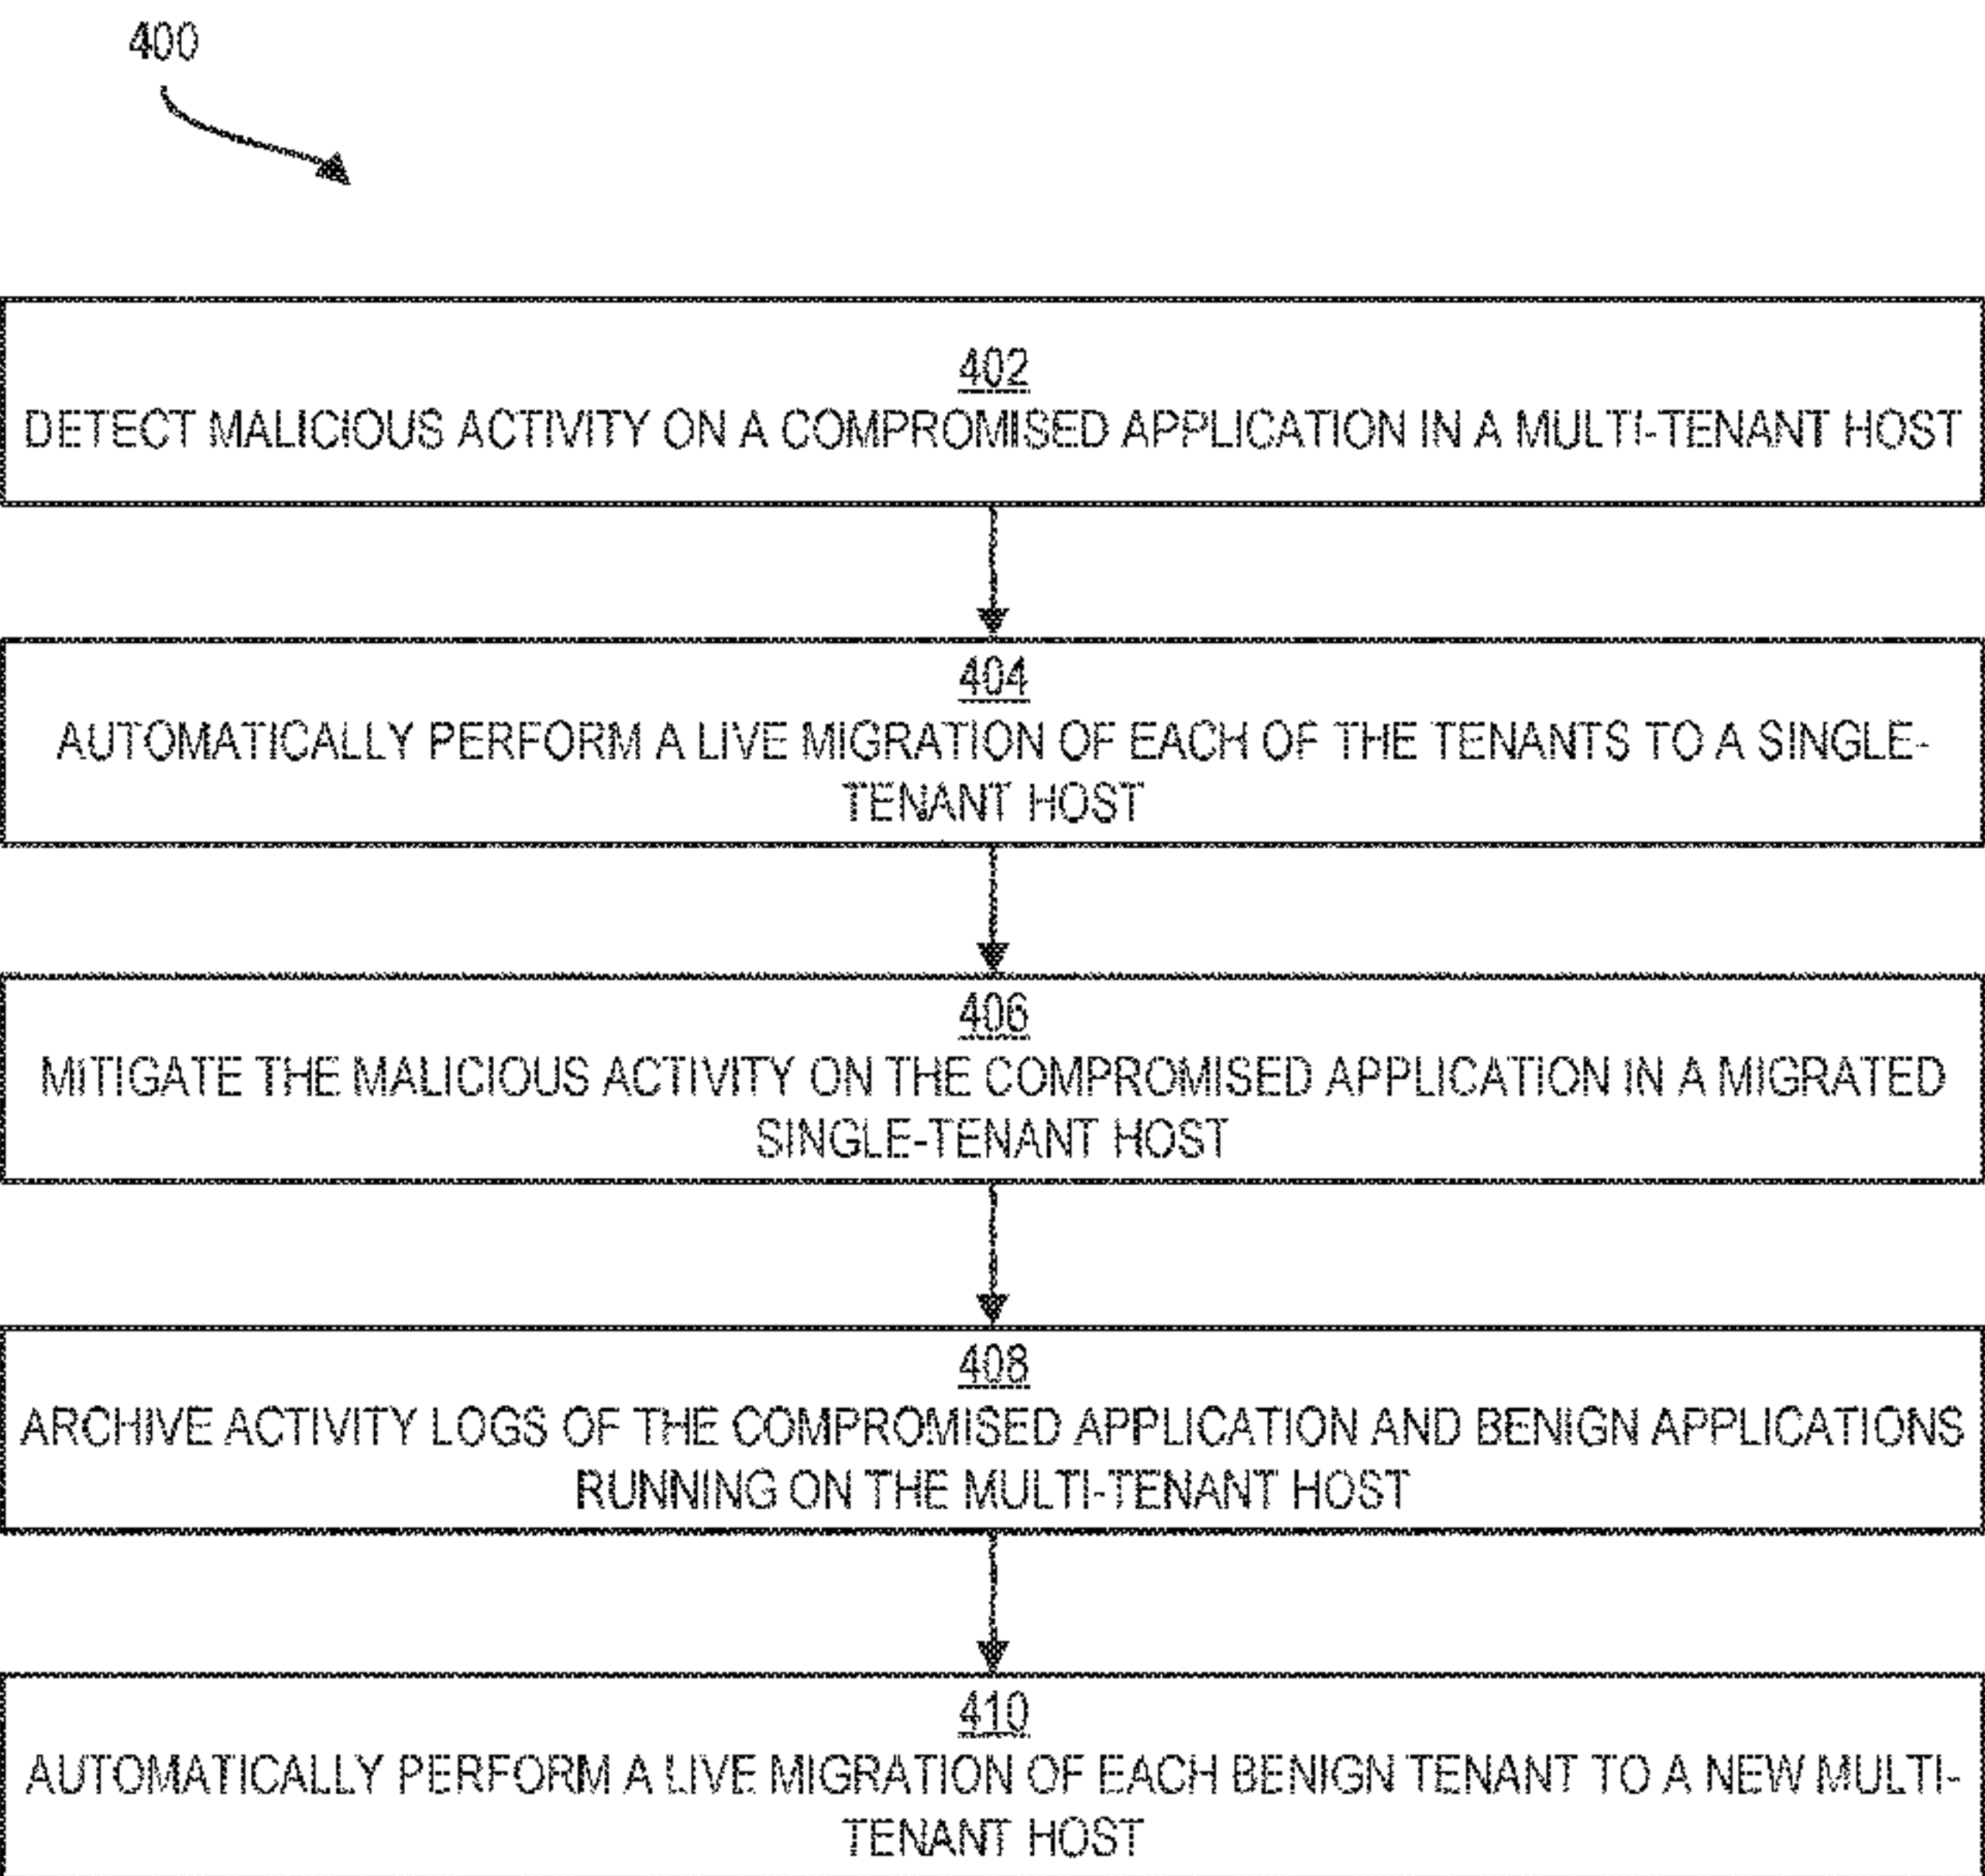 400
402
DETECT MALICIOUS ACTIVITY ON A COMPROMISED APPLICATION IN A MULTI-TENANT HOST
404
AUTOMATICALLY PERFORM A LIVE MIGRATION OF EACH OF THE TENANTS TO A SINGLE-
TENANT HOST
406
MITIGATE THE MALICIOUS ACTIVITY ON THE COMPROMISED APPLICATION IN A MIGRATED
SINGLE-TENANT HOST
408
ARCHIVE ACTIVITY LOGS OF THE COMPROMISED APPLICATION AND BENIGN APPLICATIONS
RUNNING ON THE MULTI-TENANT HOST
410
AUTOMATICALLY PERFORM A LIVE MIGRATION OF EACH BENIGN TENANT TO A NEW MULTI-
TENANT HOST